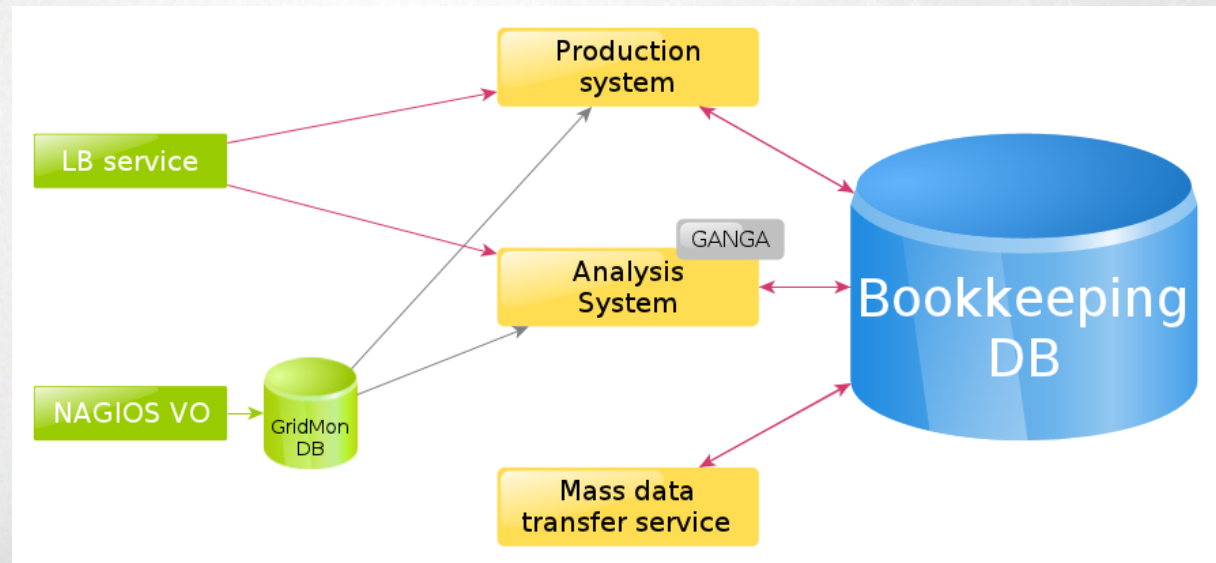 Production
system
LB service
GANGA
Analysis
System
Bookkeeping
DB
NAGIOS VO
GridMon
DB
Mass data
transfer service